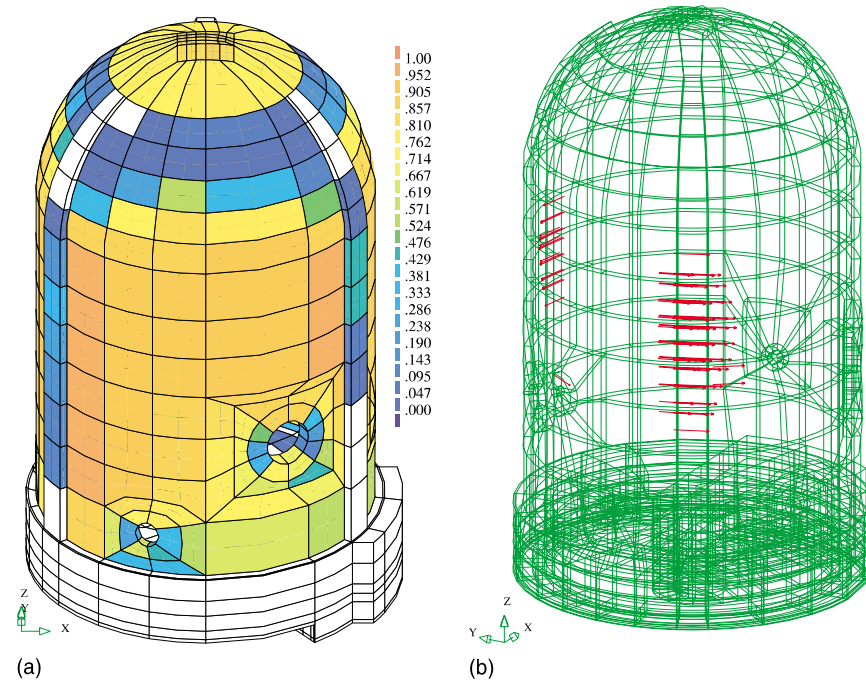 1.00
.952
.905
.857
.810
.762
.714
.667
.619
.571
.524
.476
.429
.381
.333
.286
.238
.190
.143
.095
.047
.000
Z
Y
X
(a)
Z
Y
X
(b)